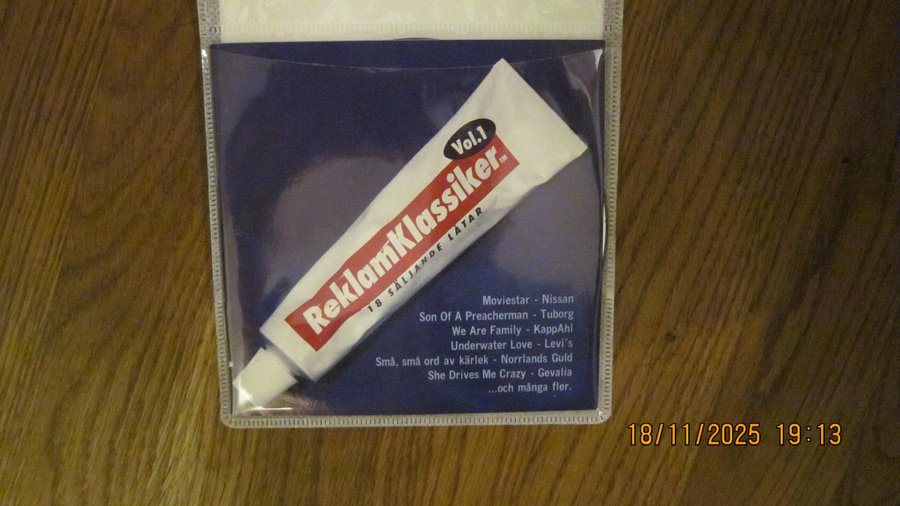 Vol.1
ReklamKlassiker™
18 SÄLJANDE LÅTAR
Moviestar - Nissan
Son Of A Preacherman - Tuborg
We Are Family - KappAhl
Underwater Love - Levi's
Små, små ord av kärlek - Norrlands Guld
She Drives Me Crazy - Gevalia
...och många fler.
18/11/2025 19:13